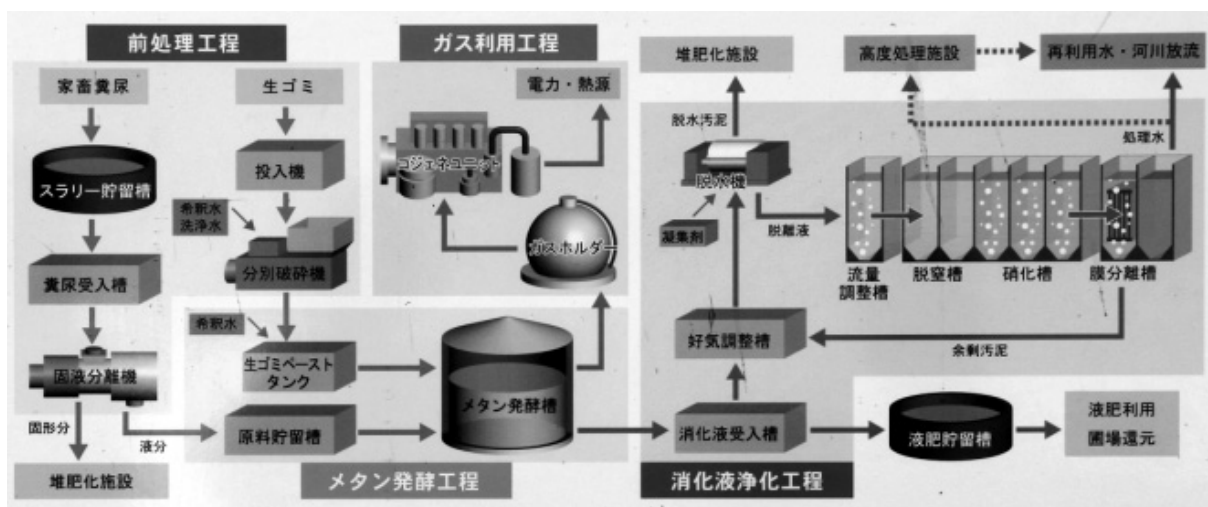 前処理工程
家畜糞尿
生ゴミ
スラリー貯留槽
投入機
希釈水
洗浄水
分別破砕機
糞尿受入槽
希釈水
固液分離機
生ゴミペースト
タンク
固形分
液分
原料貯留槽
堆肥化施設
メタン発酵槽
メタン発酵工程
ガス利用工程
電力・熱源
コジェネユニット
ガスホルダー
堆肥化施設
高度処理施設
再利用水・河川放流
脱水汚泥
処理水
脱水機
凝集剤
脱離液
流量
調整槽
脱窒槽
硝化槽
膜分離槽
好気調整槽
余剰汚泥
消化液受入槽
液肥貯留槽
液肥利用
圃場還元
消化液浄化工程